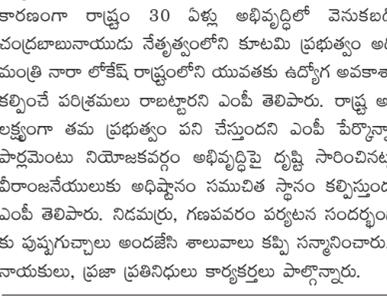 కారణంగా రాష్ట్రం 30 ఏళ్లు అభివృద్ధిలో వెనుకబడ
చంద్రబాబునాయుడు నేతృత్వంలోని కూటమి ప్రభుత్వం అ
మంత్రి నారా లోకేష్ రాష్ట్రంలోని యువతకు ఉద్యోగ అవకాశ
కల్పించే పరిశ్రమలు రాబట్టారని ఎంపీ తెలిపారు. రాష్ట్ర అ
లక్ష్యంగా తమ ప్రభుత్వం పని చేస్తుందని ఎంపీ పేర్కొన్నా
పార్లమెంటు నియోజకవర్గం అభివృద్ధిపై దృష్టి సారించినట
వీరాంజనేయులుకు అధిష్టానం సముచిత స్థానం కల్పిస్తుంద
ఎంపీ తెలిపారు. నిడమర్రు, గణపవరం పర్యటన సందర్భం
కు పుష్పగుచ్ఛాలు అందజేసి శాలువాలు కప్పి సన్మానించారు.
నాయకులు, ప్రజా ప్రతినిధులు కార్యకర్తలు పాల్గొన్నారు.